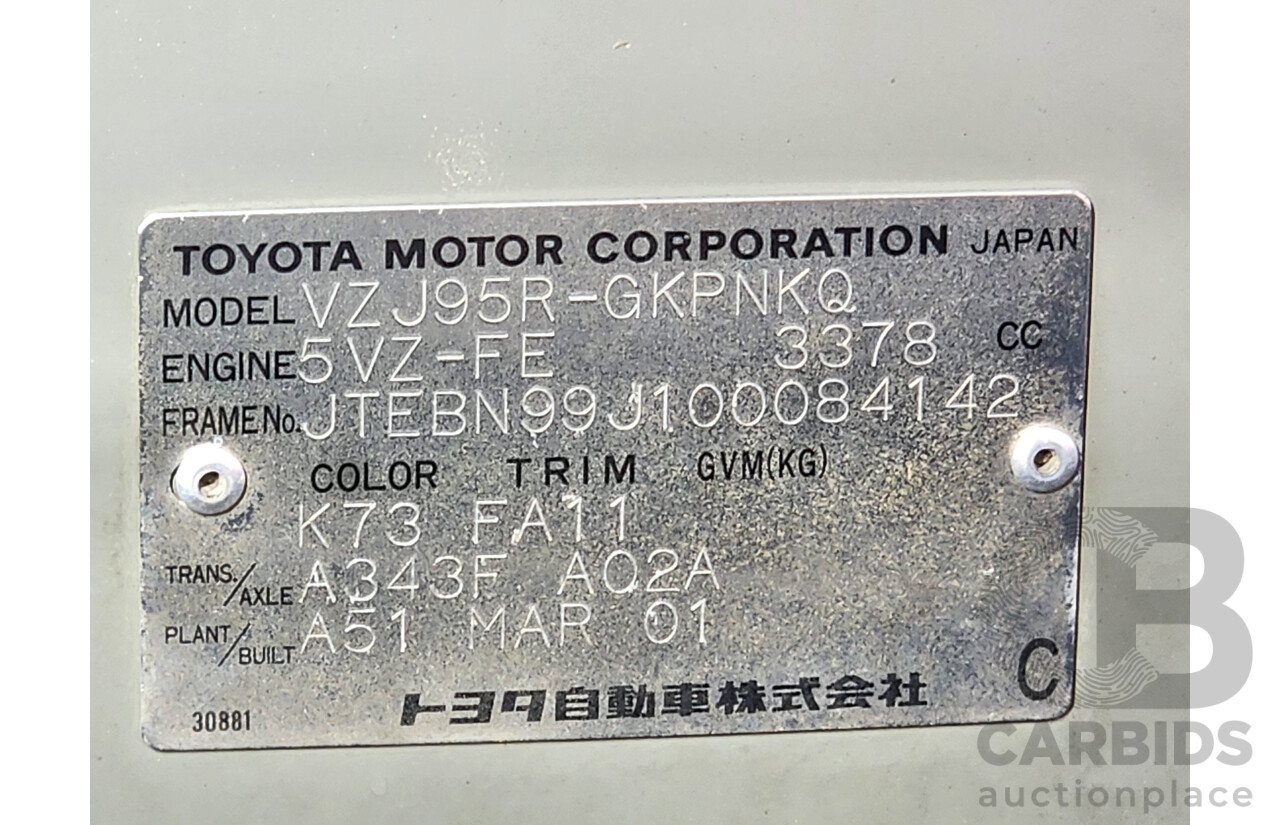 TOYOTA MOTOR CORPORATION JAPAN
MODEL VZJ95R-GKPNKQ
ENGINE 5VZ-FE 3378 CC
FRAME No. JTEBN99J100084142
COLOR TRIM GVM(KG)
K73 FA11
TRANS./AXLE A343F A02A
PLANT/BUILT A51 MAR 01
C
トヨタ自動車株式会社
30881
B
CARBIDS
auctionplace